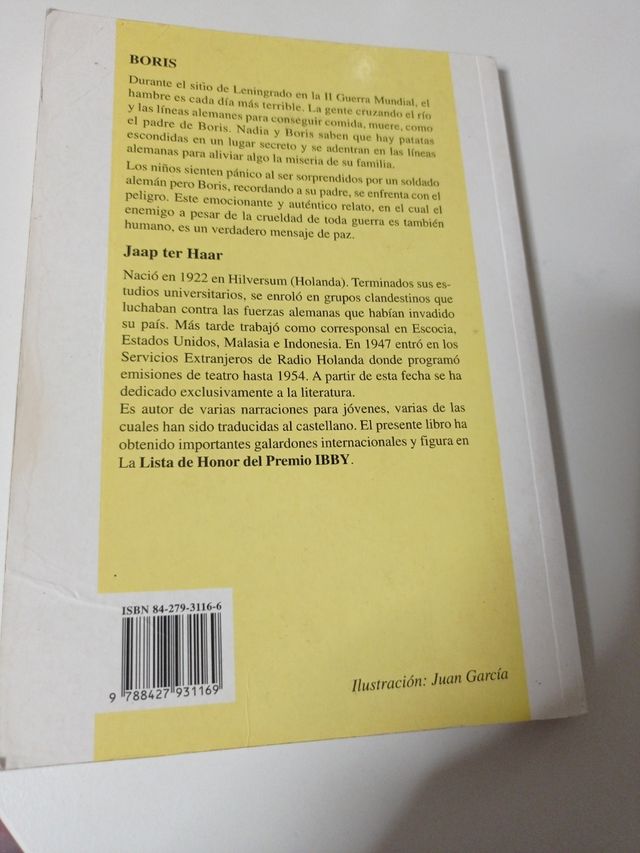 BORIS
Durante el sitio de Leningrado en la II Guerra Mundial, el
hambre es cada día más terrible. La gente cruzando el río
y las líneas alemanes para conseguir comida, muere, como
el padre de Boris. Nadia y Boris saben que hay patatas
escondidas en un lugar secreto y se adentran en las líneas
alemanas para aliviar algo la miseria de su familia.
Los niños sienten pánico al ser sorprendidos por un soldado
alemán pero Boris, recordando a su padre, se enfrenta con el
peligro. Este emocionante y auténtico relato, en el cual el
enemigo a pesar de la crueldad de toda guerra es también
humano, es un verdadero mensaje de paz.
Jaap ter Haar
Nació en 1922 en Hilversum (Holanda). Terminados sus es-
tudios universitarios, se enroló en grupos clandestinos que
luchaban contra las fuerzas alemanas que habían invadido
su país. Más tarde trabajó como corresponsal en Escocia,
Estados Unidos, Malasia e Indonesia. En 1947 entró en los
Servicios Extranjeros de Radio Holanda donde programó
emisiones de teatro hasta 1954. A partir de esta fecha se ha
dedicado exclusivamente a la literatura.
Es autor de varias narraciones para jóvenes, varias de las
cuales han sido traducidas al castellano. El presente libro ha
obtenido importantes galardones internacionales y figura en
La Lista de Honor del Premio IBBY.
ISBN 84-279-3116-6
9 788427 931169
Ilustración: Juan García